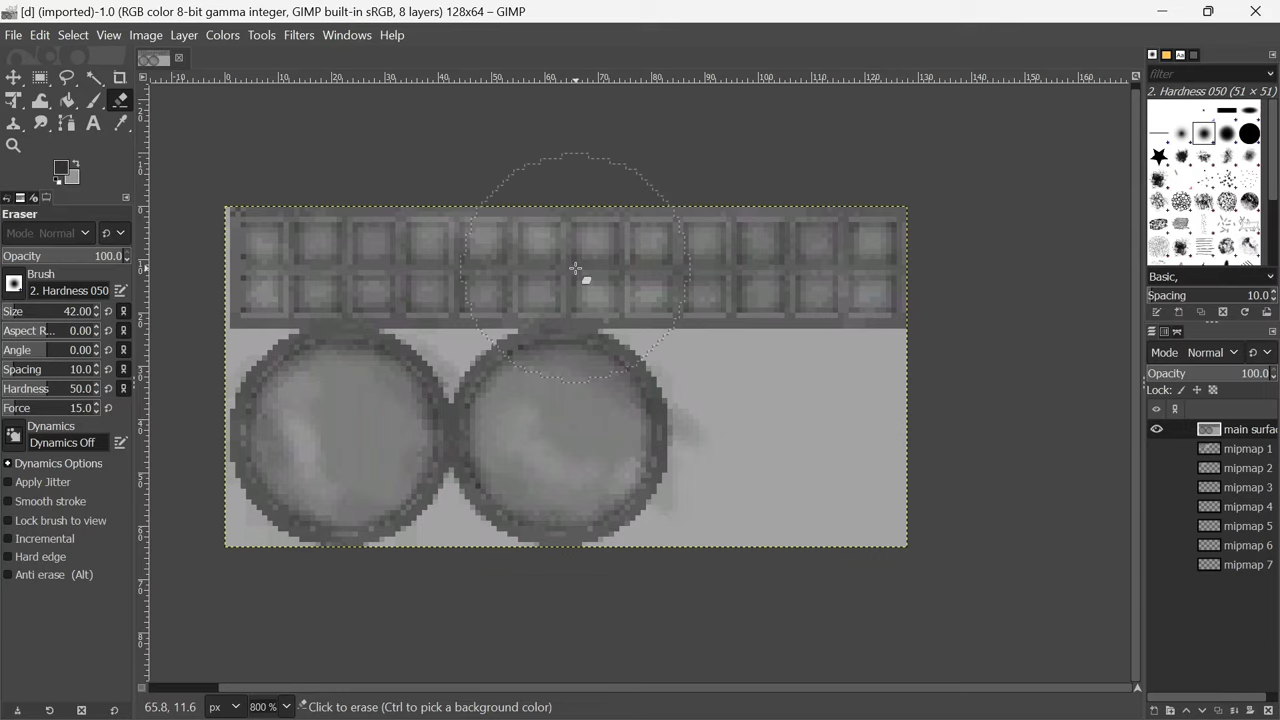 [d] (imported)-1.0 (RGB color 8-bit gamma integer, GIMP built-in sRGB, 8 layers) 128x64 – GIMP
File Edit Select View Image Layer Colors Tools Filters Windows Help
Eraser
Mode Normal
Opacity 100.0
Brush
2. Hardness 050
Size 42.00
Aspect R... 0.00
Angle 0.00
Spacing 10.0
Hardness 50.0
Force 15.0
Dynamics
Dynamics Off
Dynamics Options
Apply Jitter
Smooth stroke
Lock brush to view
Incremental
Hard edge
Anti erase (Alt)
filter
2. Hardness 050 (51 × 51)
Basic,
Spacing 10.0
Mode Normal
Opacity 100.0
Lock:
main surfa
mipmap 1
mipmap 2
mipmap 3
mipmap 4
mipmap 5
mipmap 6
mipmap 7
65.8, 11.6 px 800 % Click to erase (Ctrl to pick a background color)